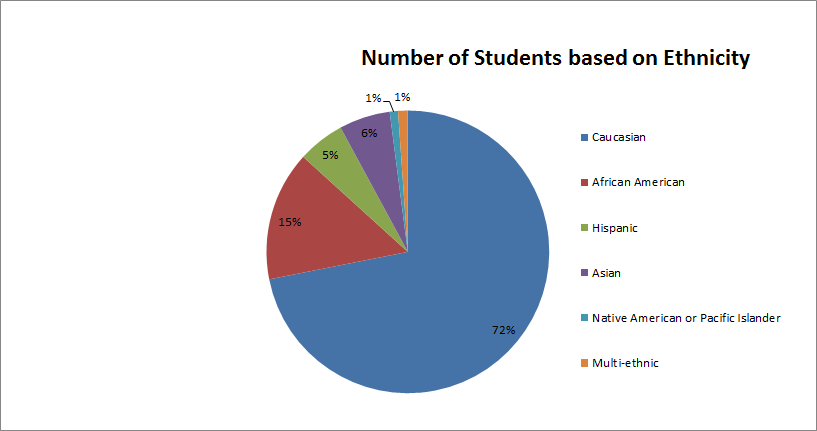 Number of Students based on Ethnicity
1% 1%
6%
5%
15%
72%
Caucasian
African American
Hispanic
Asian
Native American or Pacific Islander
Multi-ethnic